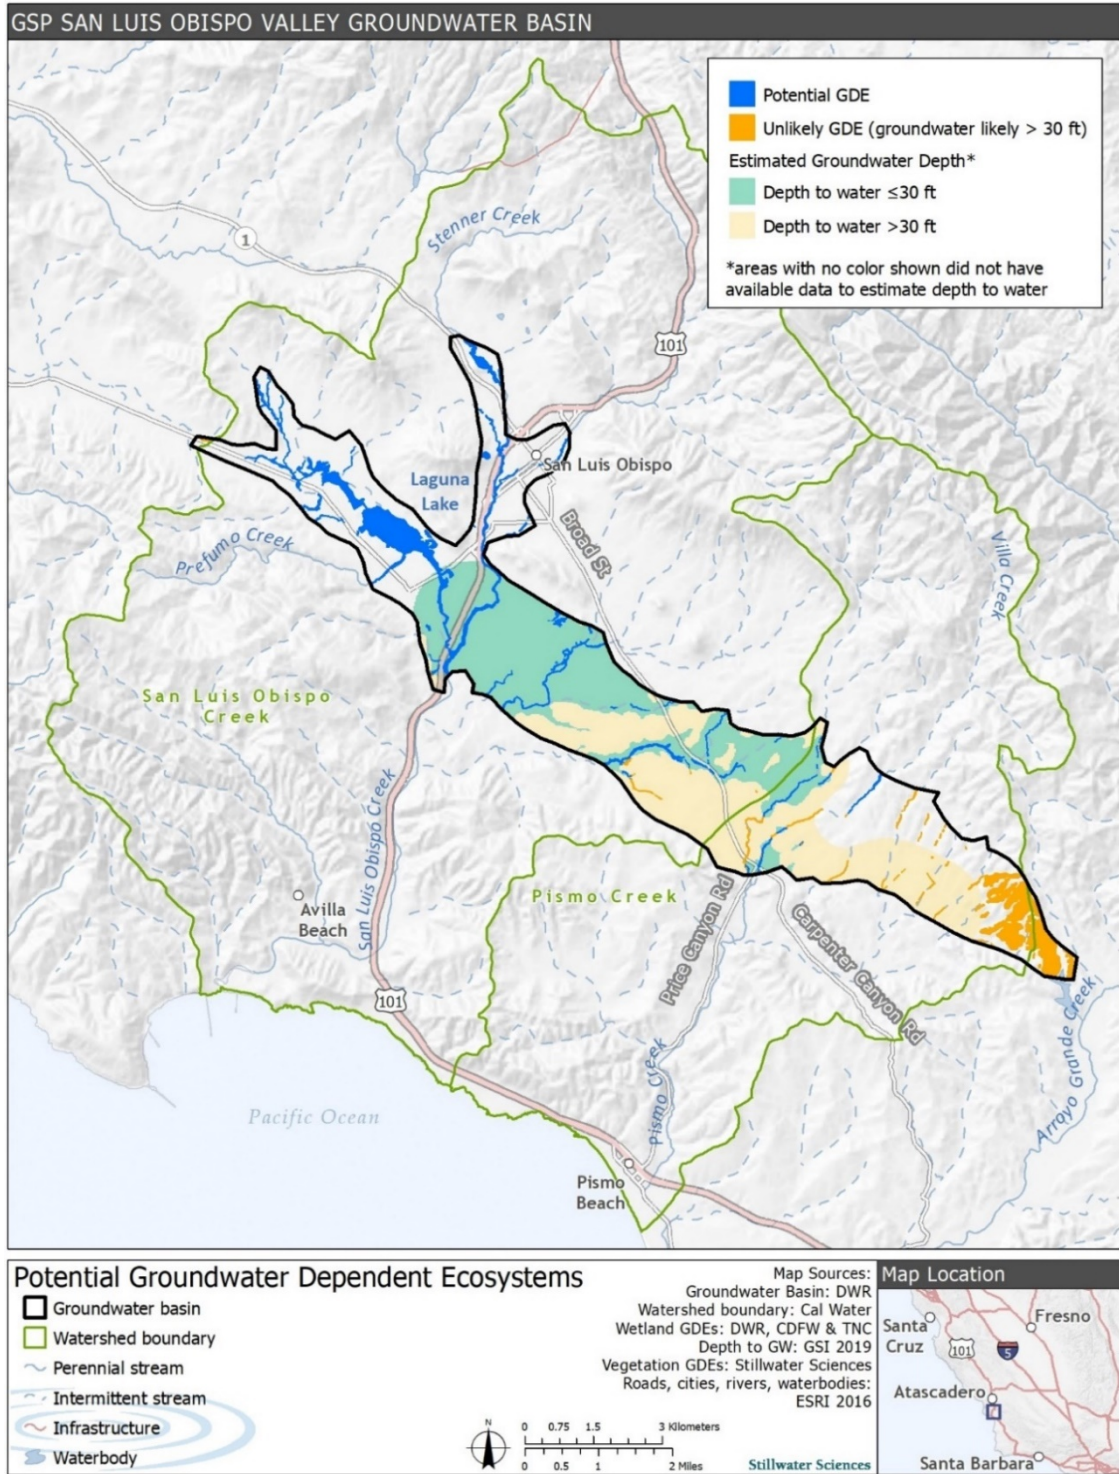 GSP SAN LUIS OBISPO VALLEY GROUNDWATER BASIN
Potential GDE
Unlikely GDE (groundwater likely > 30 ft)
Estimated Groundwater Depth*
Depth to water ≤30 ft
Depth to water >30 ft
*areas with no color shown did not have
available data to estimate depth to water
Stenner Creek
1
101
San Luis Obispo
Laguna
Lake
Broad St
Prefumo Creek
Villa Creek
San Luis Obispo
Creek
San Luis Obispo Creek
Pismo Creek
Avilla
Beach
Price Canyon Rd
Carpenter Canyon Rd
101
Arroyo Grande Creek
Pismo Creek
Pacific Ocean
Pismo
Beach
Potential Groundwater Dependent Ecosystems
Groundwater basin
Watershed boundary
Perennial stream
Intermittent stream
Infrastructure
Waterbody
Map Sources:
Groundwater Basin: DWR
Watershed boundary: Cal Water
Wetland GDEs: DWR, CDFW & TNC
Depth to GW: GSI 2019
Vegetation GDEs: Stillwater Sciences
Roads, cities, rivers, waterbodies:
ESRI 2016
N
0 0.75 1.5 3 Kilometers
0 0.5 1 2 Miles
Stillwater Sciences
Map Location
Santa
Cruz
Fresno
101
5
Atascadero
Santa Barbara